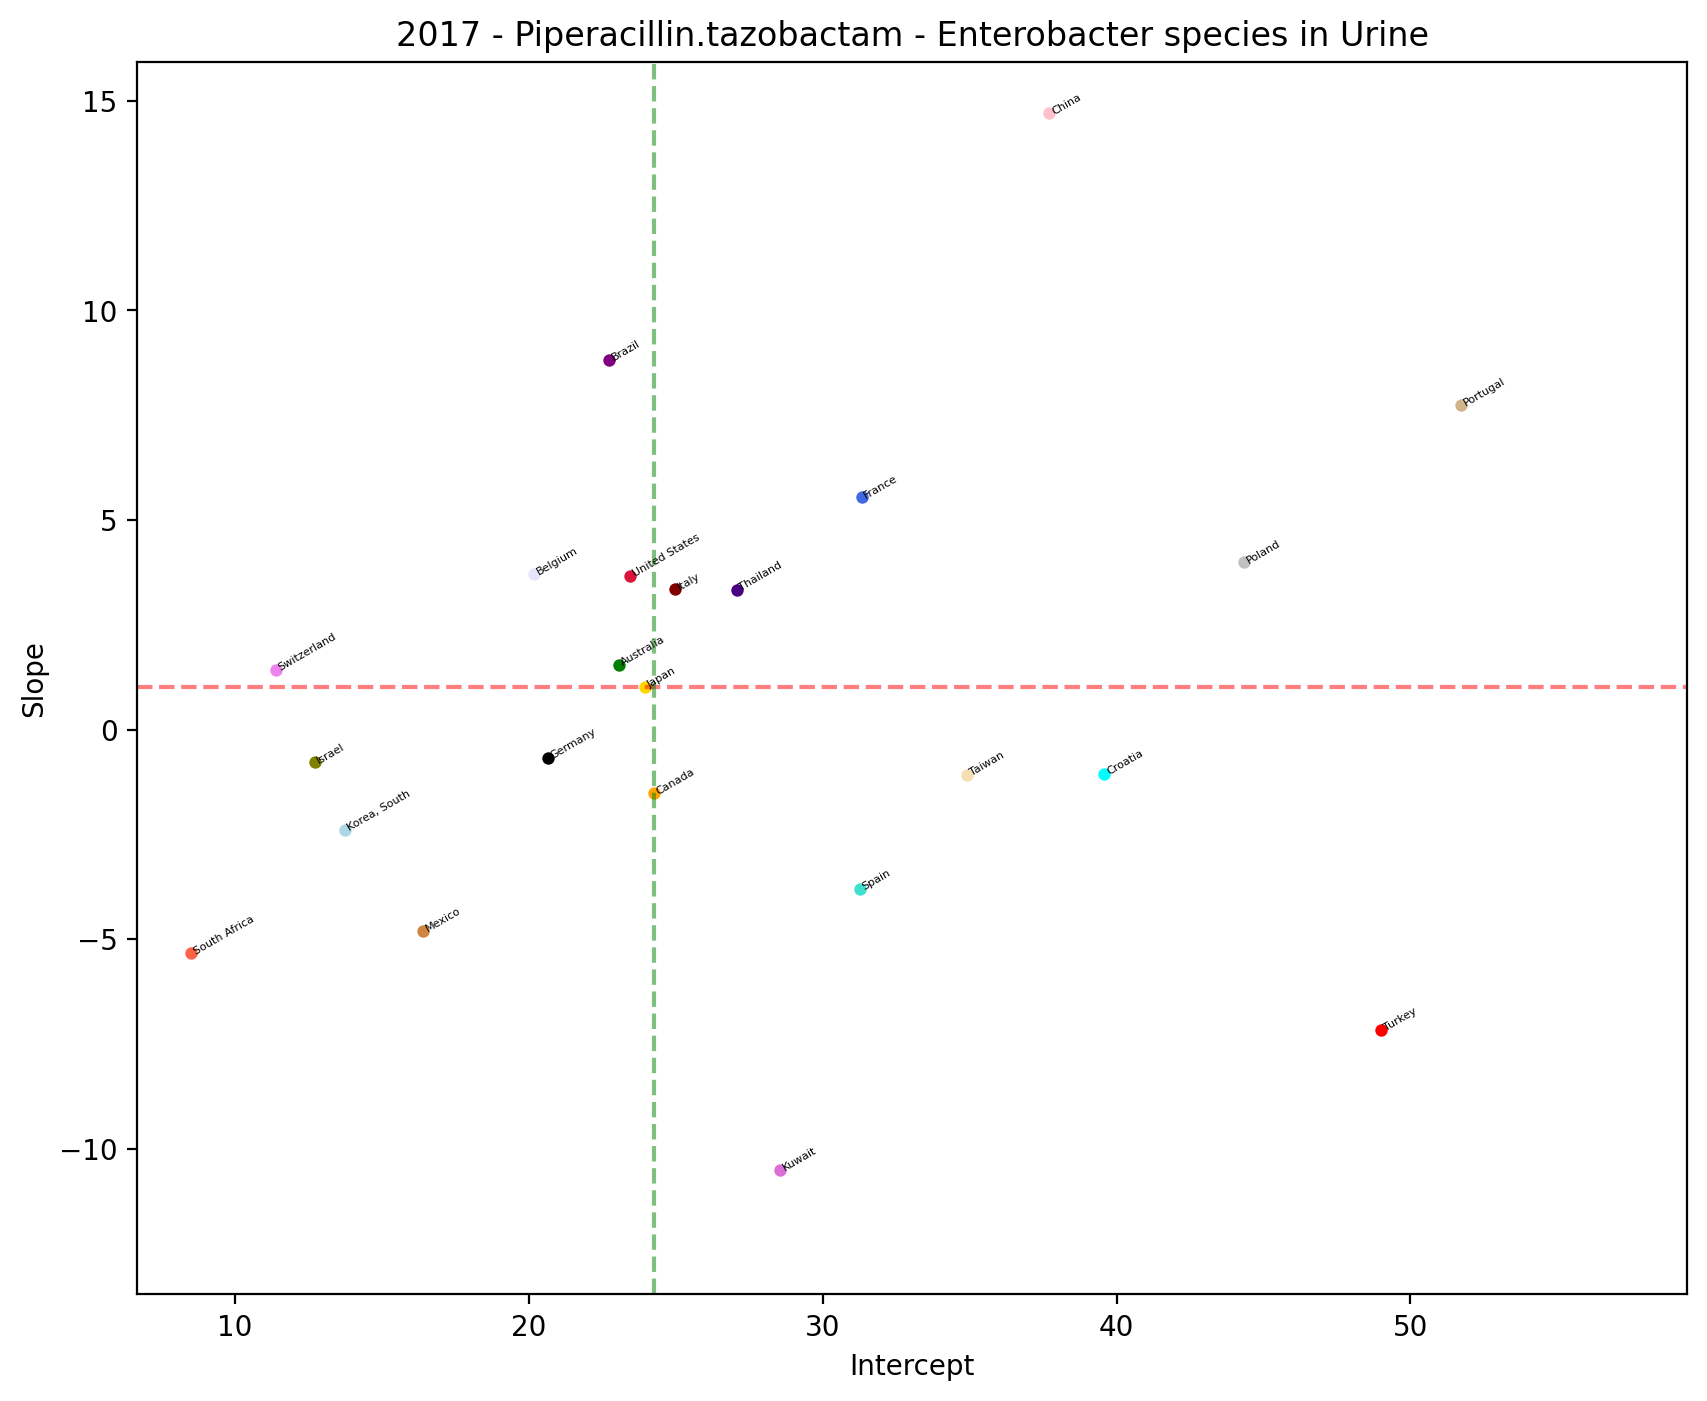 2017 - Piperacillin.tazobactam - Enterobacter species in Urine
15
China
10
Brazil
Portugal
France
5
United States
Belgium
Poland
Italy
Thailand
Switzerland
Australia
Japan
Slope
0
Germany
Israel
Taiwan
Croatia
Canada
Korea, South
Spain
Mexico
South Africa
−5
Turkey
Kuwait
−10
10
20
30
40
50
Intercept